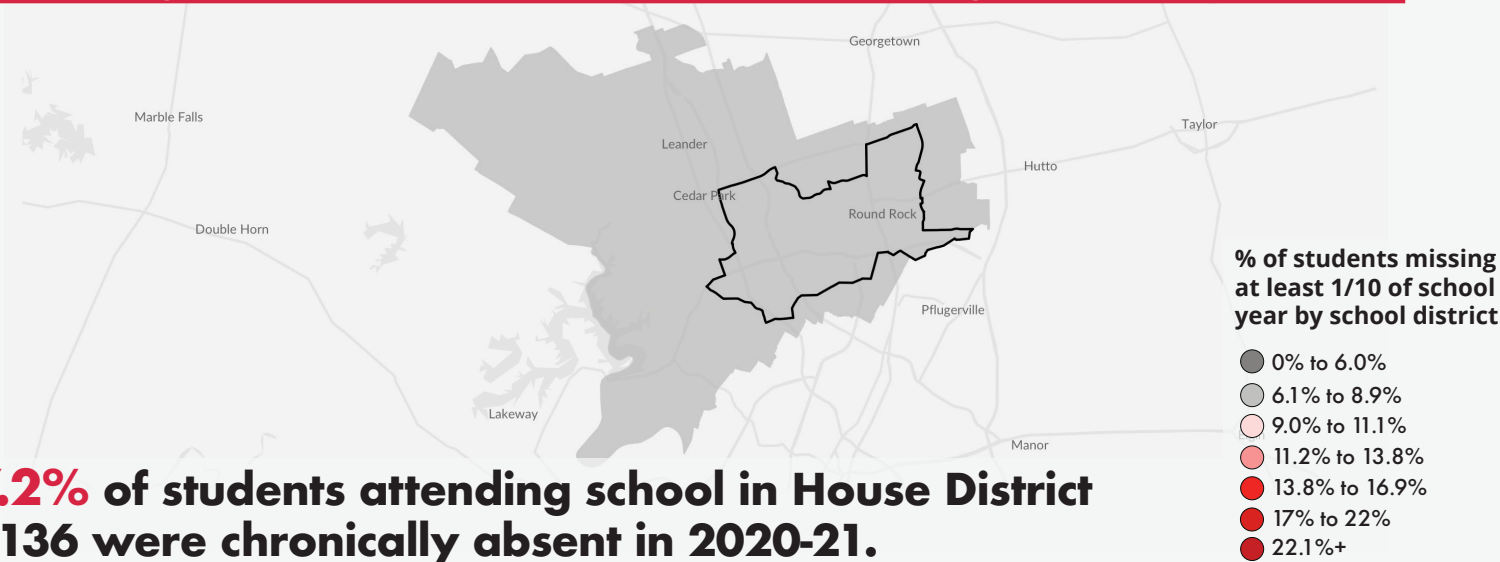 Georgetown
Marble Falls
Taylor
Leander
Hutto
Cedar Park
Round Rock
Double Horn
% of students missing
at least 1/10 of school
year by school district
Pflugerville
0% to 6.0%
6.1% to 8.9%
Lakeway
9.0% to 11.1%
Manor
11.2% to 13.8%
.2% of students attending school in House District
13.8% to 16.9%
17% to 22%
136 were chronically absent in 2020-21.
22.1%+